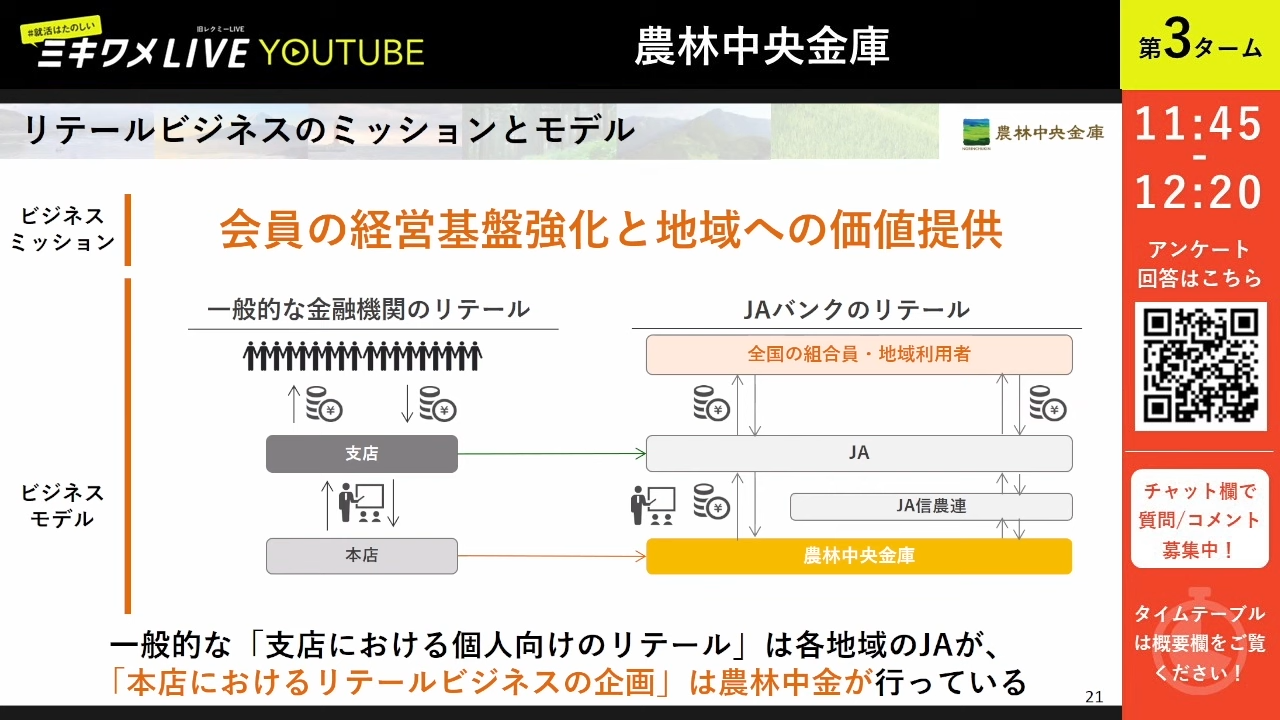 #就活はたのしい
旧レクミーLIVE
ミキワメLIVE YOUTUBE
農林中央金庫
第3ターム
リテールビジネスのミッションとモデル
農林中央金庫
NORINCHUKIN
11:45
-
12:20
アンケート
回答はこちら
ビジネス
ミッション
会員の経営基盤強化と地域への価値提供
ビジネス
モデル
一般的な金融機関のリテール
支店
本店
JAバンクのリテール
全国の組合員・地域利用者
JA
JA信農連
農林中央金庫
チャット欄で
質問/コメント
募集中！
タイムテーブル
は概要欄をご覧
ください！
一般的な「支店における個人向けのリテール」は各地域のJAが、
「本店におけるリテールビジネスの企画」は農林中金が行っている
21